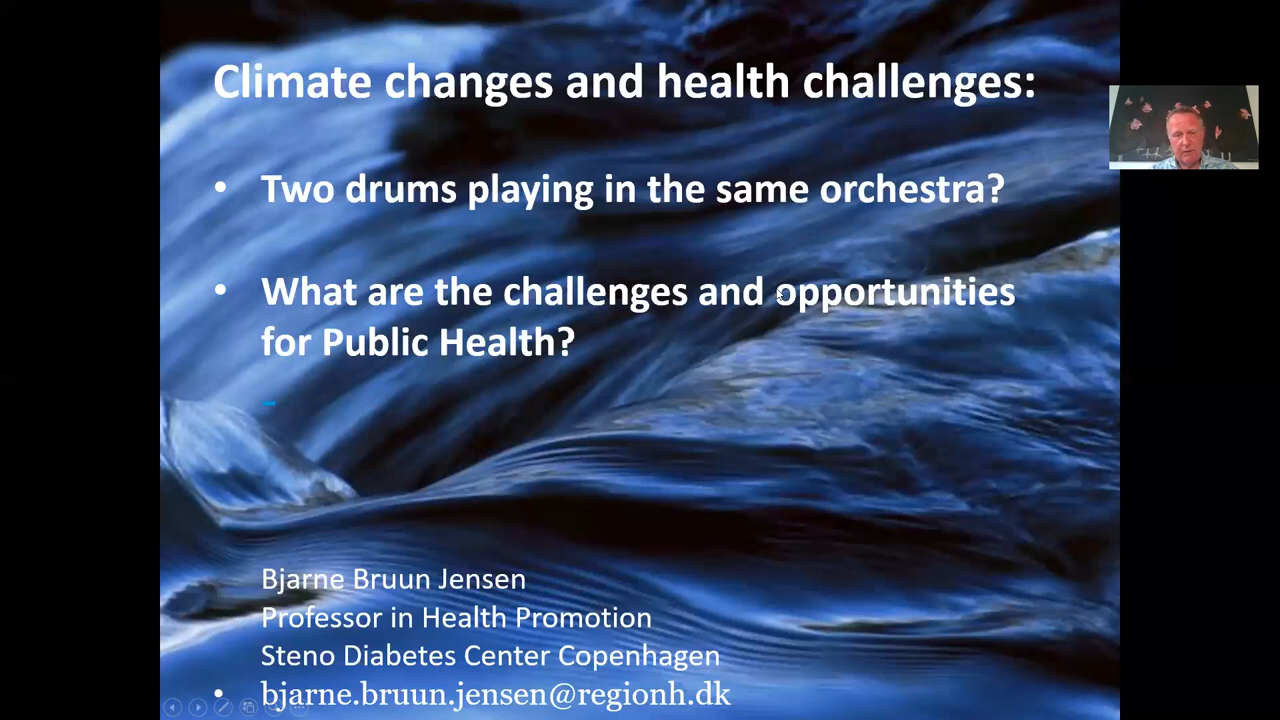 Climate changes and health challenges:
• Two drums playing in the same orchestra?
• What are the challenges and opportunities
for Public Health?
Bjarne Bruun Jensen
Professor in Health Promotion
Steno Diabetes Center Copenhagen
• bjarne.bruun.jensen@regionh.dk